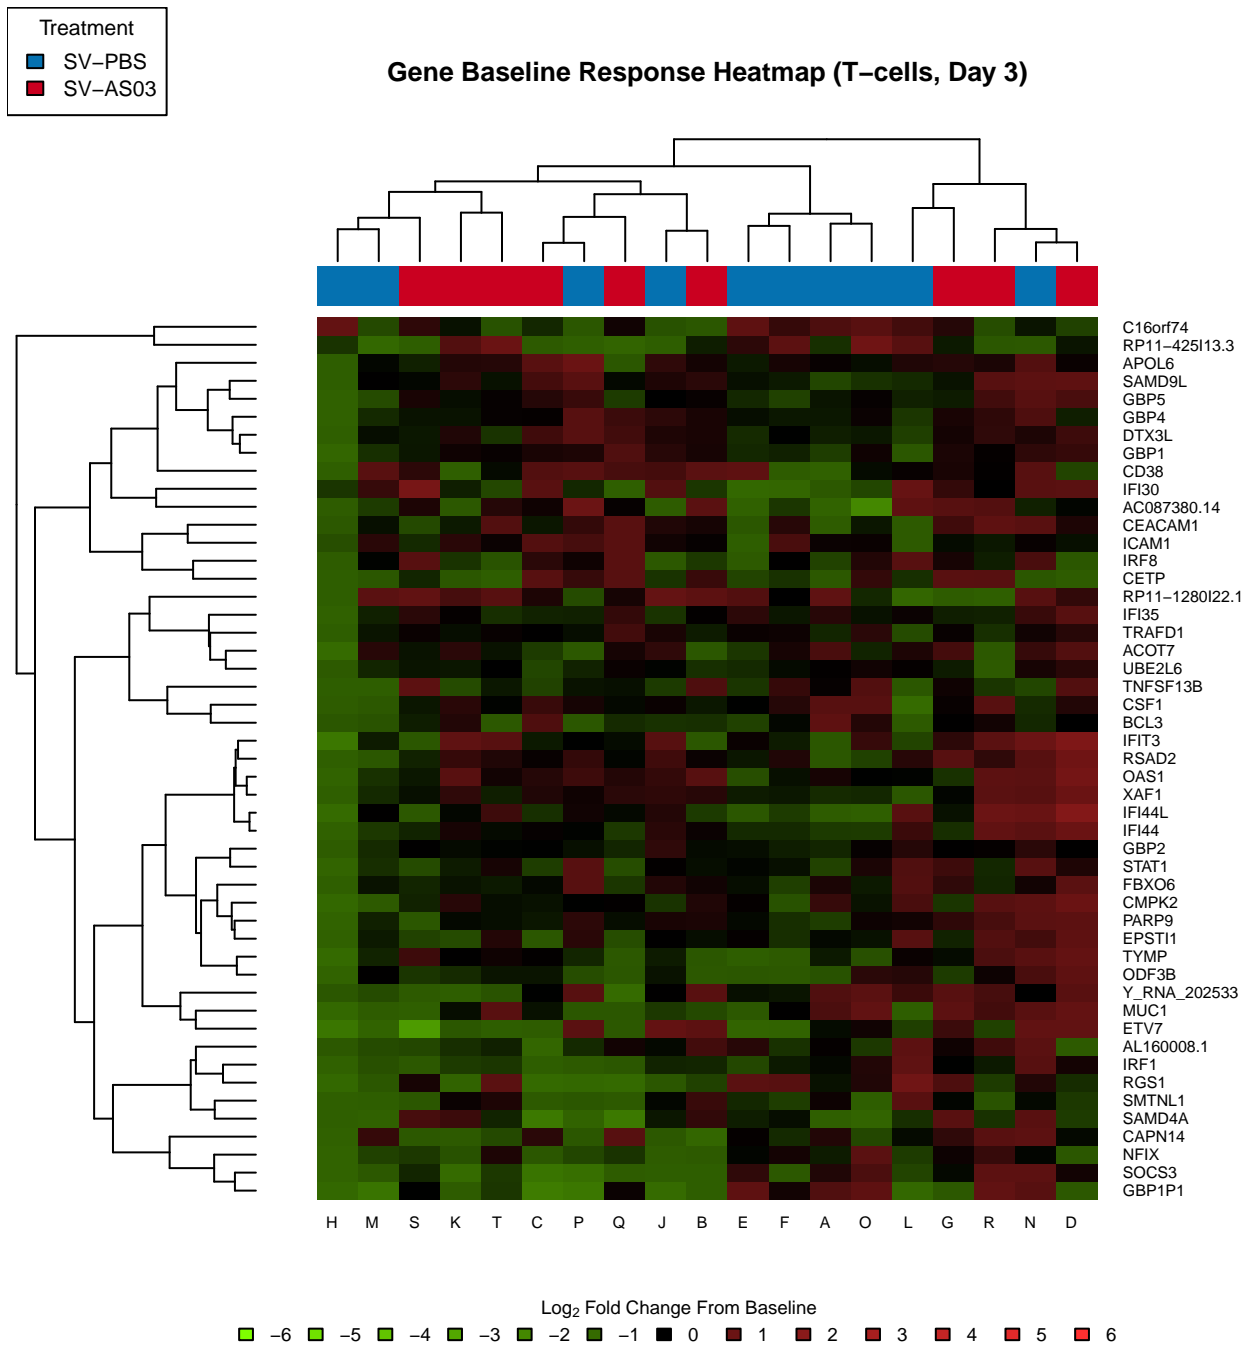 Treatment
SV−PBS
SV−AS03
Gene Baseline Response Heatmap (T−cells, Day 3)
C16orf74
RP11−425I13.3
APOL6
SAMD9L
GBP5
GBP4
DTX3L
GBP1
CD38
IFI30
AC087380.14
CEACAM1
ICAM1
IRF8
CETP
RP11−1280I22.1
IFI35
TRAFD1
ACOT7
UBE2L6
TNFSF13B
CSF1
BCL3
IFIT3
RSAD2
OAS1
XAF1
IFI44L
IFI44
GBP2
STAT1
FBXO6
CMPK2
PARP9
EPSTI1
TYMP
ODF3B
Y_RNA_202533
MUC1
ETV7
AL160008.1
IRF1
RGS1
SMTNL1
SAMD4A
CAPN14
NFIX
SOCS3
GBP1P1
H M S K T C P Q J B E F A O L G R N D
Log2 Fold Change From Baseline
−6 −5 −4 −3 −2 −1 0 1 2 3 4 5 6